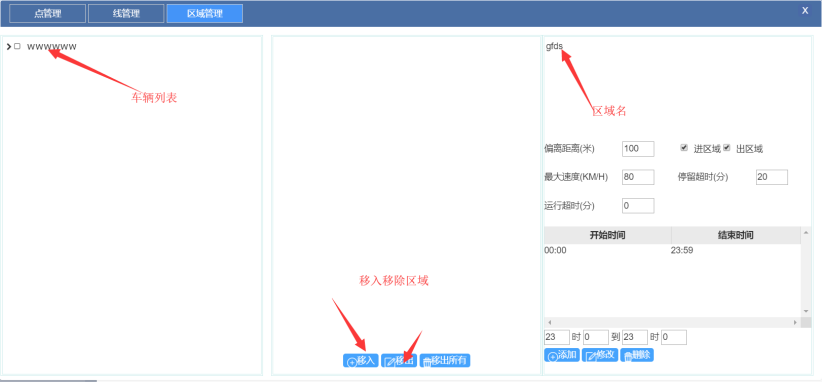 点管理 线管理 区域管理 X
wwwwww
车辆列表
移入移除区域
移入 移出 移出所有
gfds
区域名
偏离距离(米) 100 进区域 出区域
最大速度(KM/H) 80 停留超时(分) 20
运行超时(分) 0
开始时间 结束时间
00:00 23:59
23 时 0 到 23 时 0
添加 修改 删除